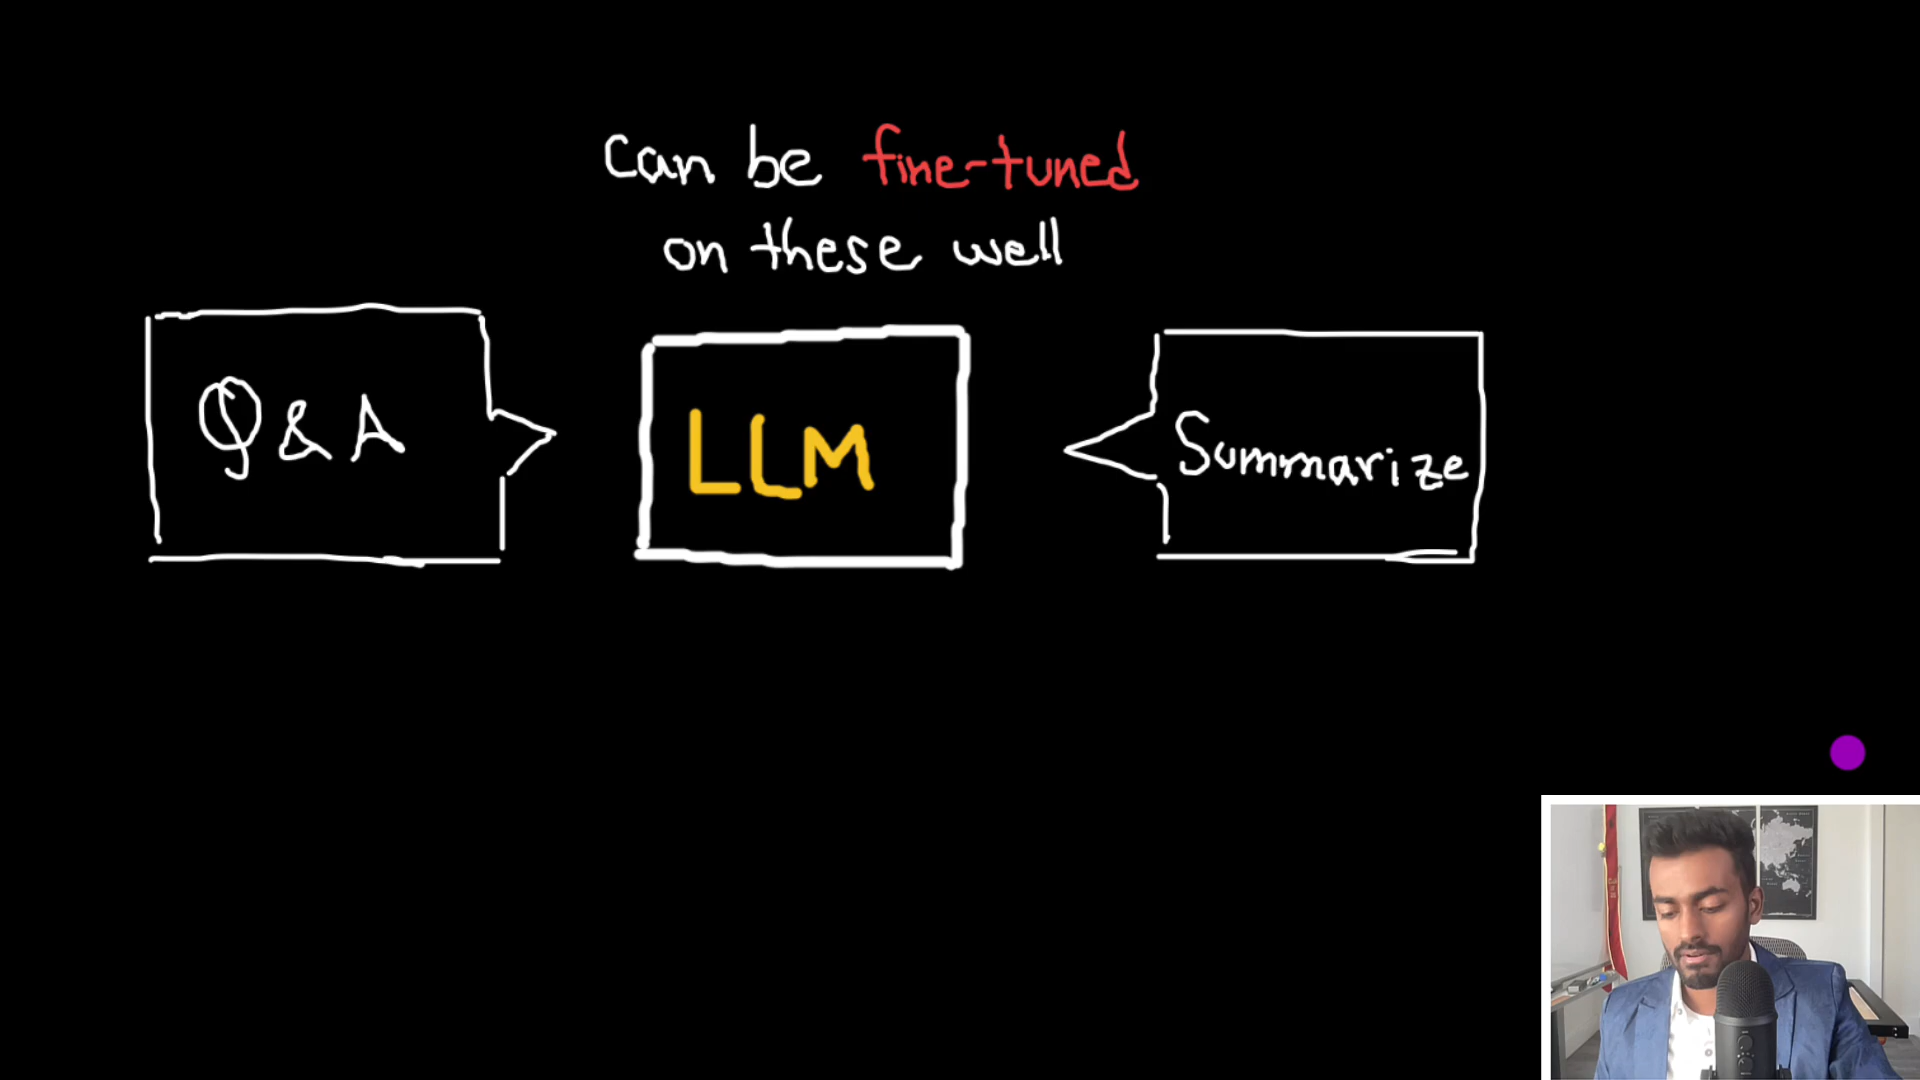 Can be fine-tuned
on these well
Q & A
LLM
Summarize